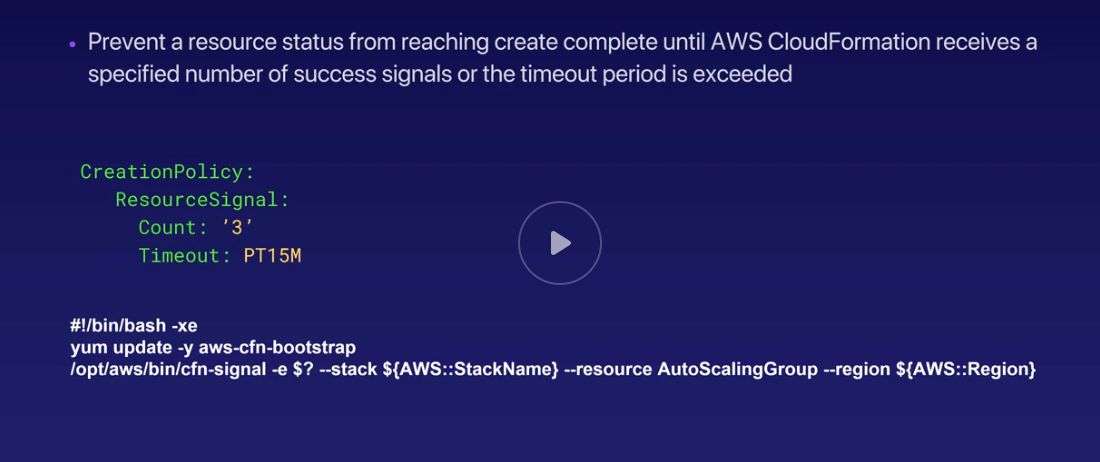 • Prevent a resource status from reaching create complete until AWS CloudFormation receives a
specified number of success signals or the timeout period is exceeded
CreationPolicy:
ResourceSignal:
Count: ’3’
Timeout: PT15M
#!/bin/bash -xe
yum update -y aws-cfn-bootstrap
/opt/aws/bin/cfn-signal -e $? --stack ${AWS::StackName} --resource AutoScalingGroup --region ${AWS::Region}